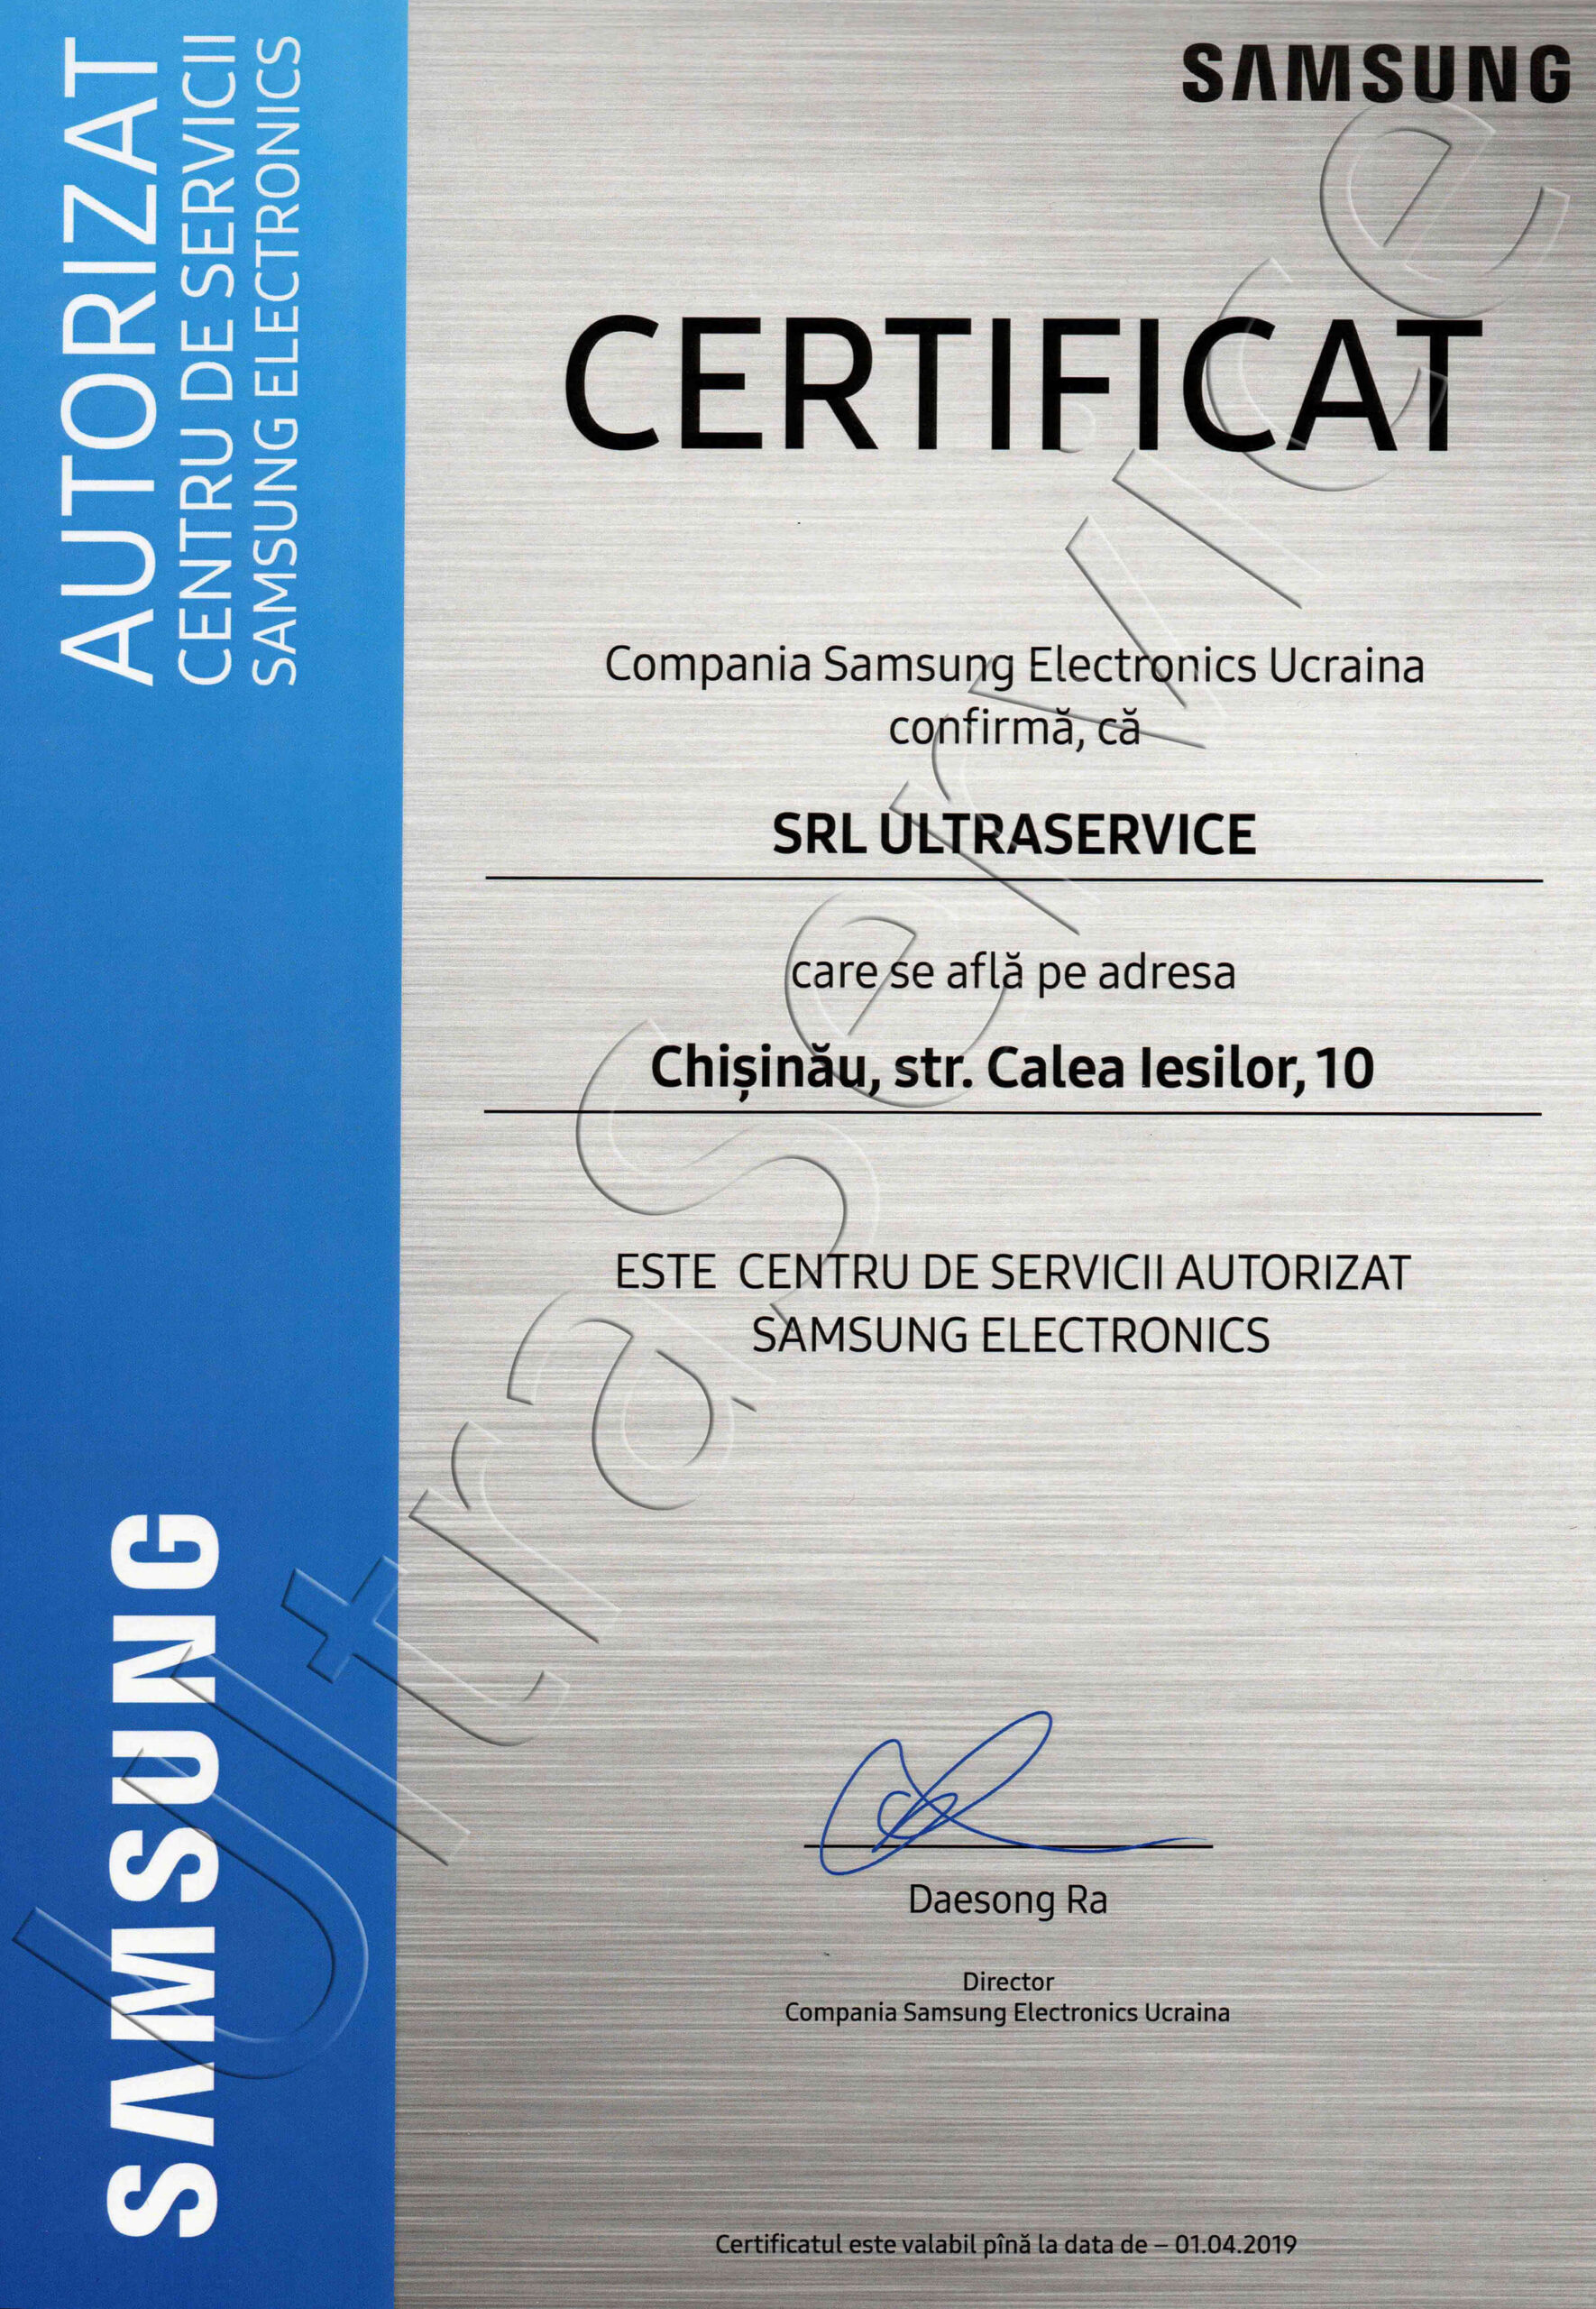 AUTORIZAT
CENTRU DE SERVICII
SAMSUNG ELECTRONICS
SAMSUNG
SAMSUNG
CERTIFICAT
Compania Samsung Electronics Ucraina
confirmă, că
SRL ULTRASERVICE
care se află pe adresa
Chișinău, str. Calea Iesilor, 10
ESTE CENTRU DE SERVICII AUTORIZAT
SAMSUNG ELECTRONICS
Daesong Ra
Director
Compania Samsung Electronics Ucraina
Certificatul este valabil pînă la data de – 01.04.2019
UltraService